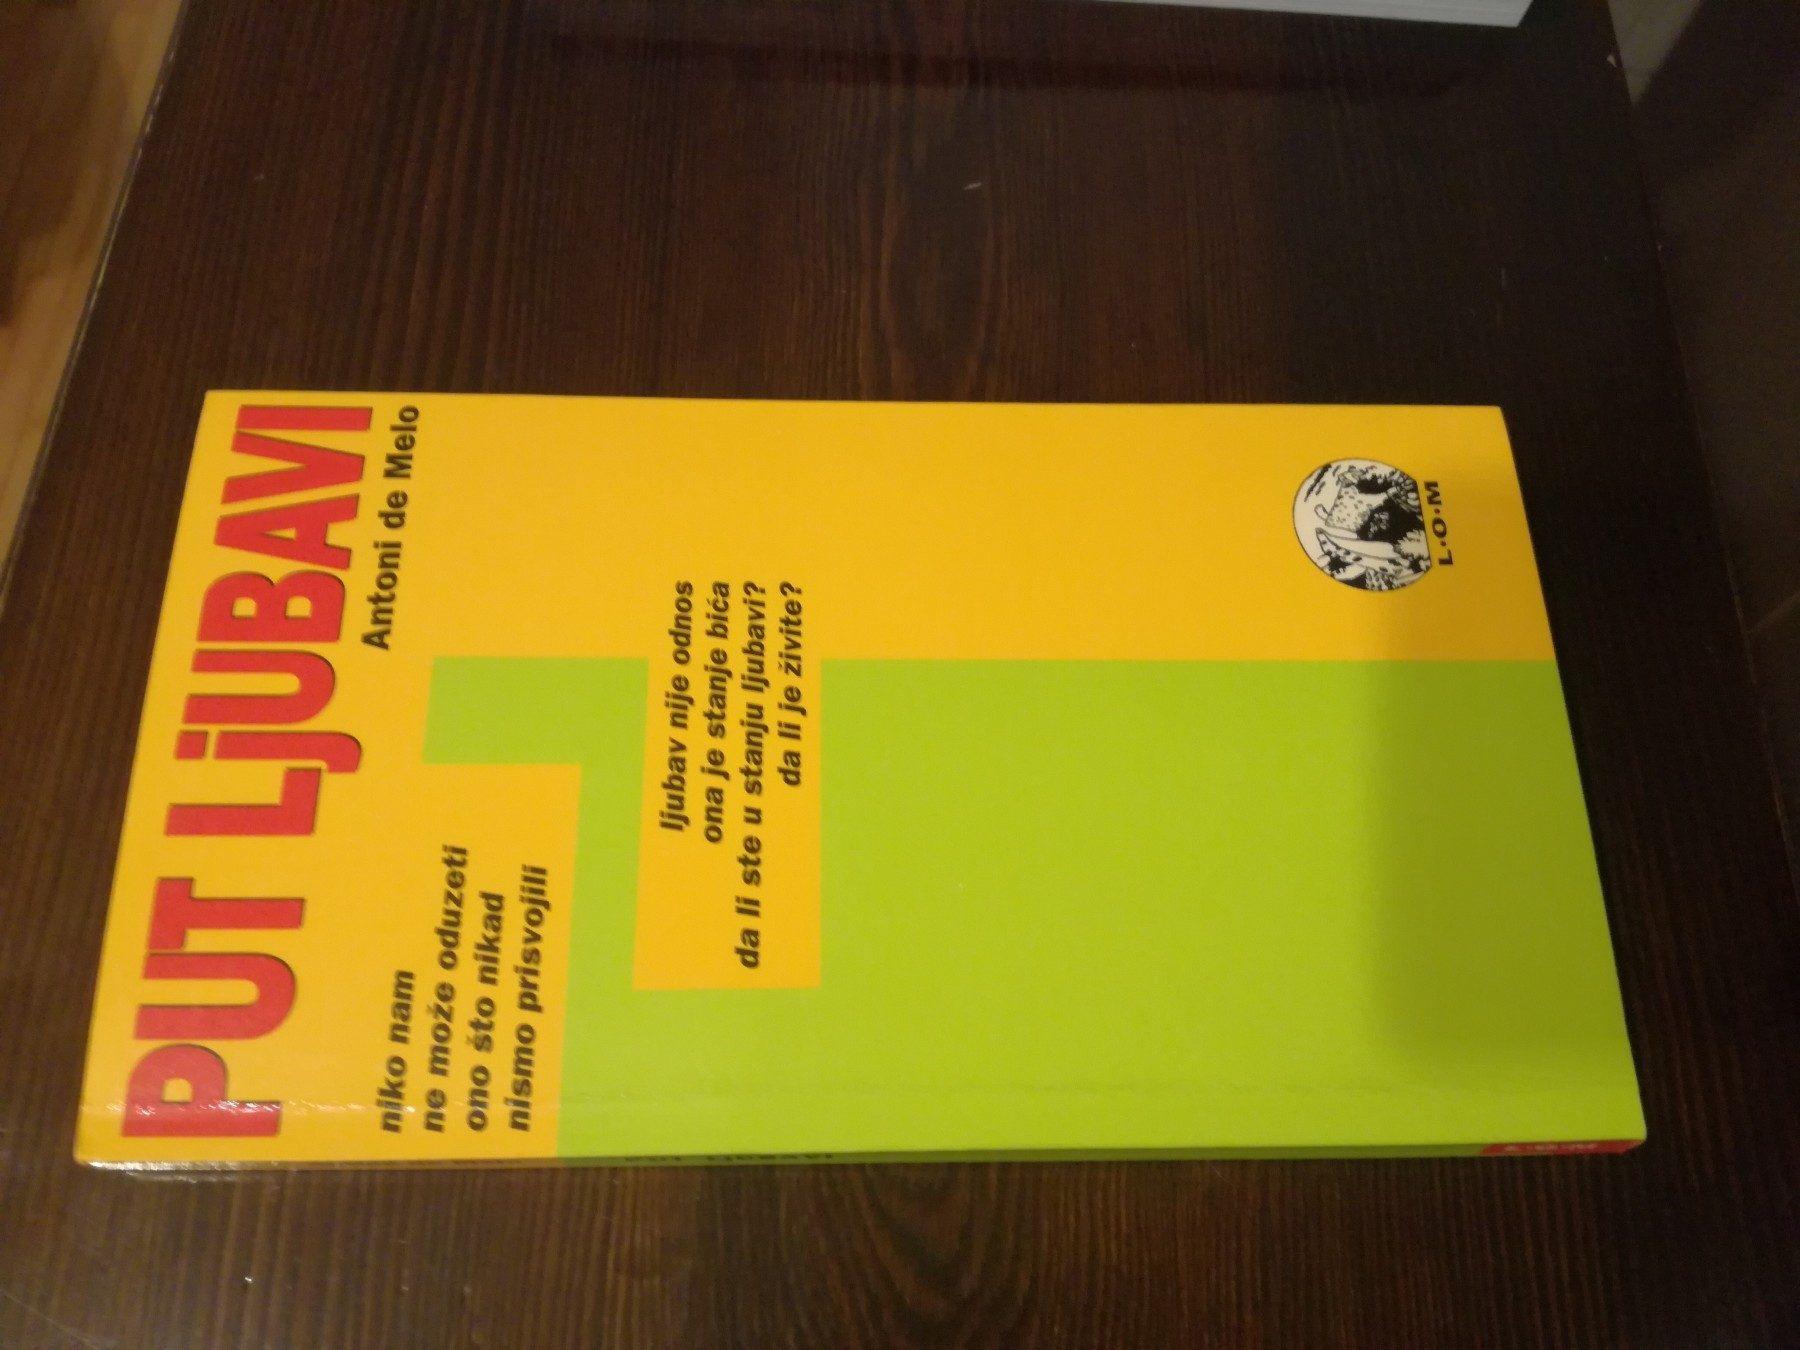 PUT LjUBAVI
Antoni de Melo
niko nam
ne može oduzeti
ono što nikad
nismo prisvojili
ljubav nije odnos
ona je stanje bića
da li ste u stanju ljubavi?
da li je živite?
L·O·M